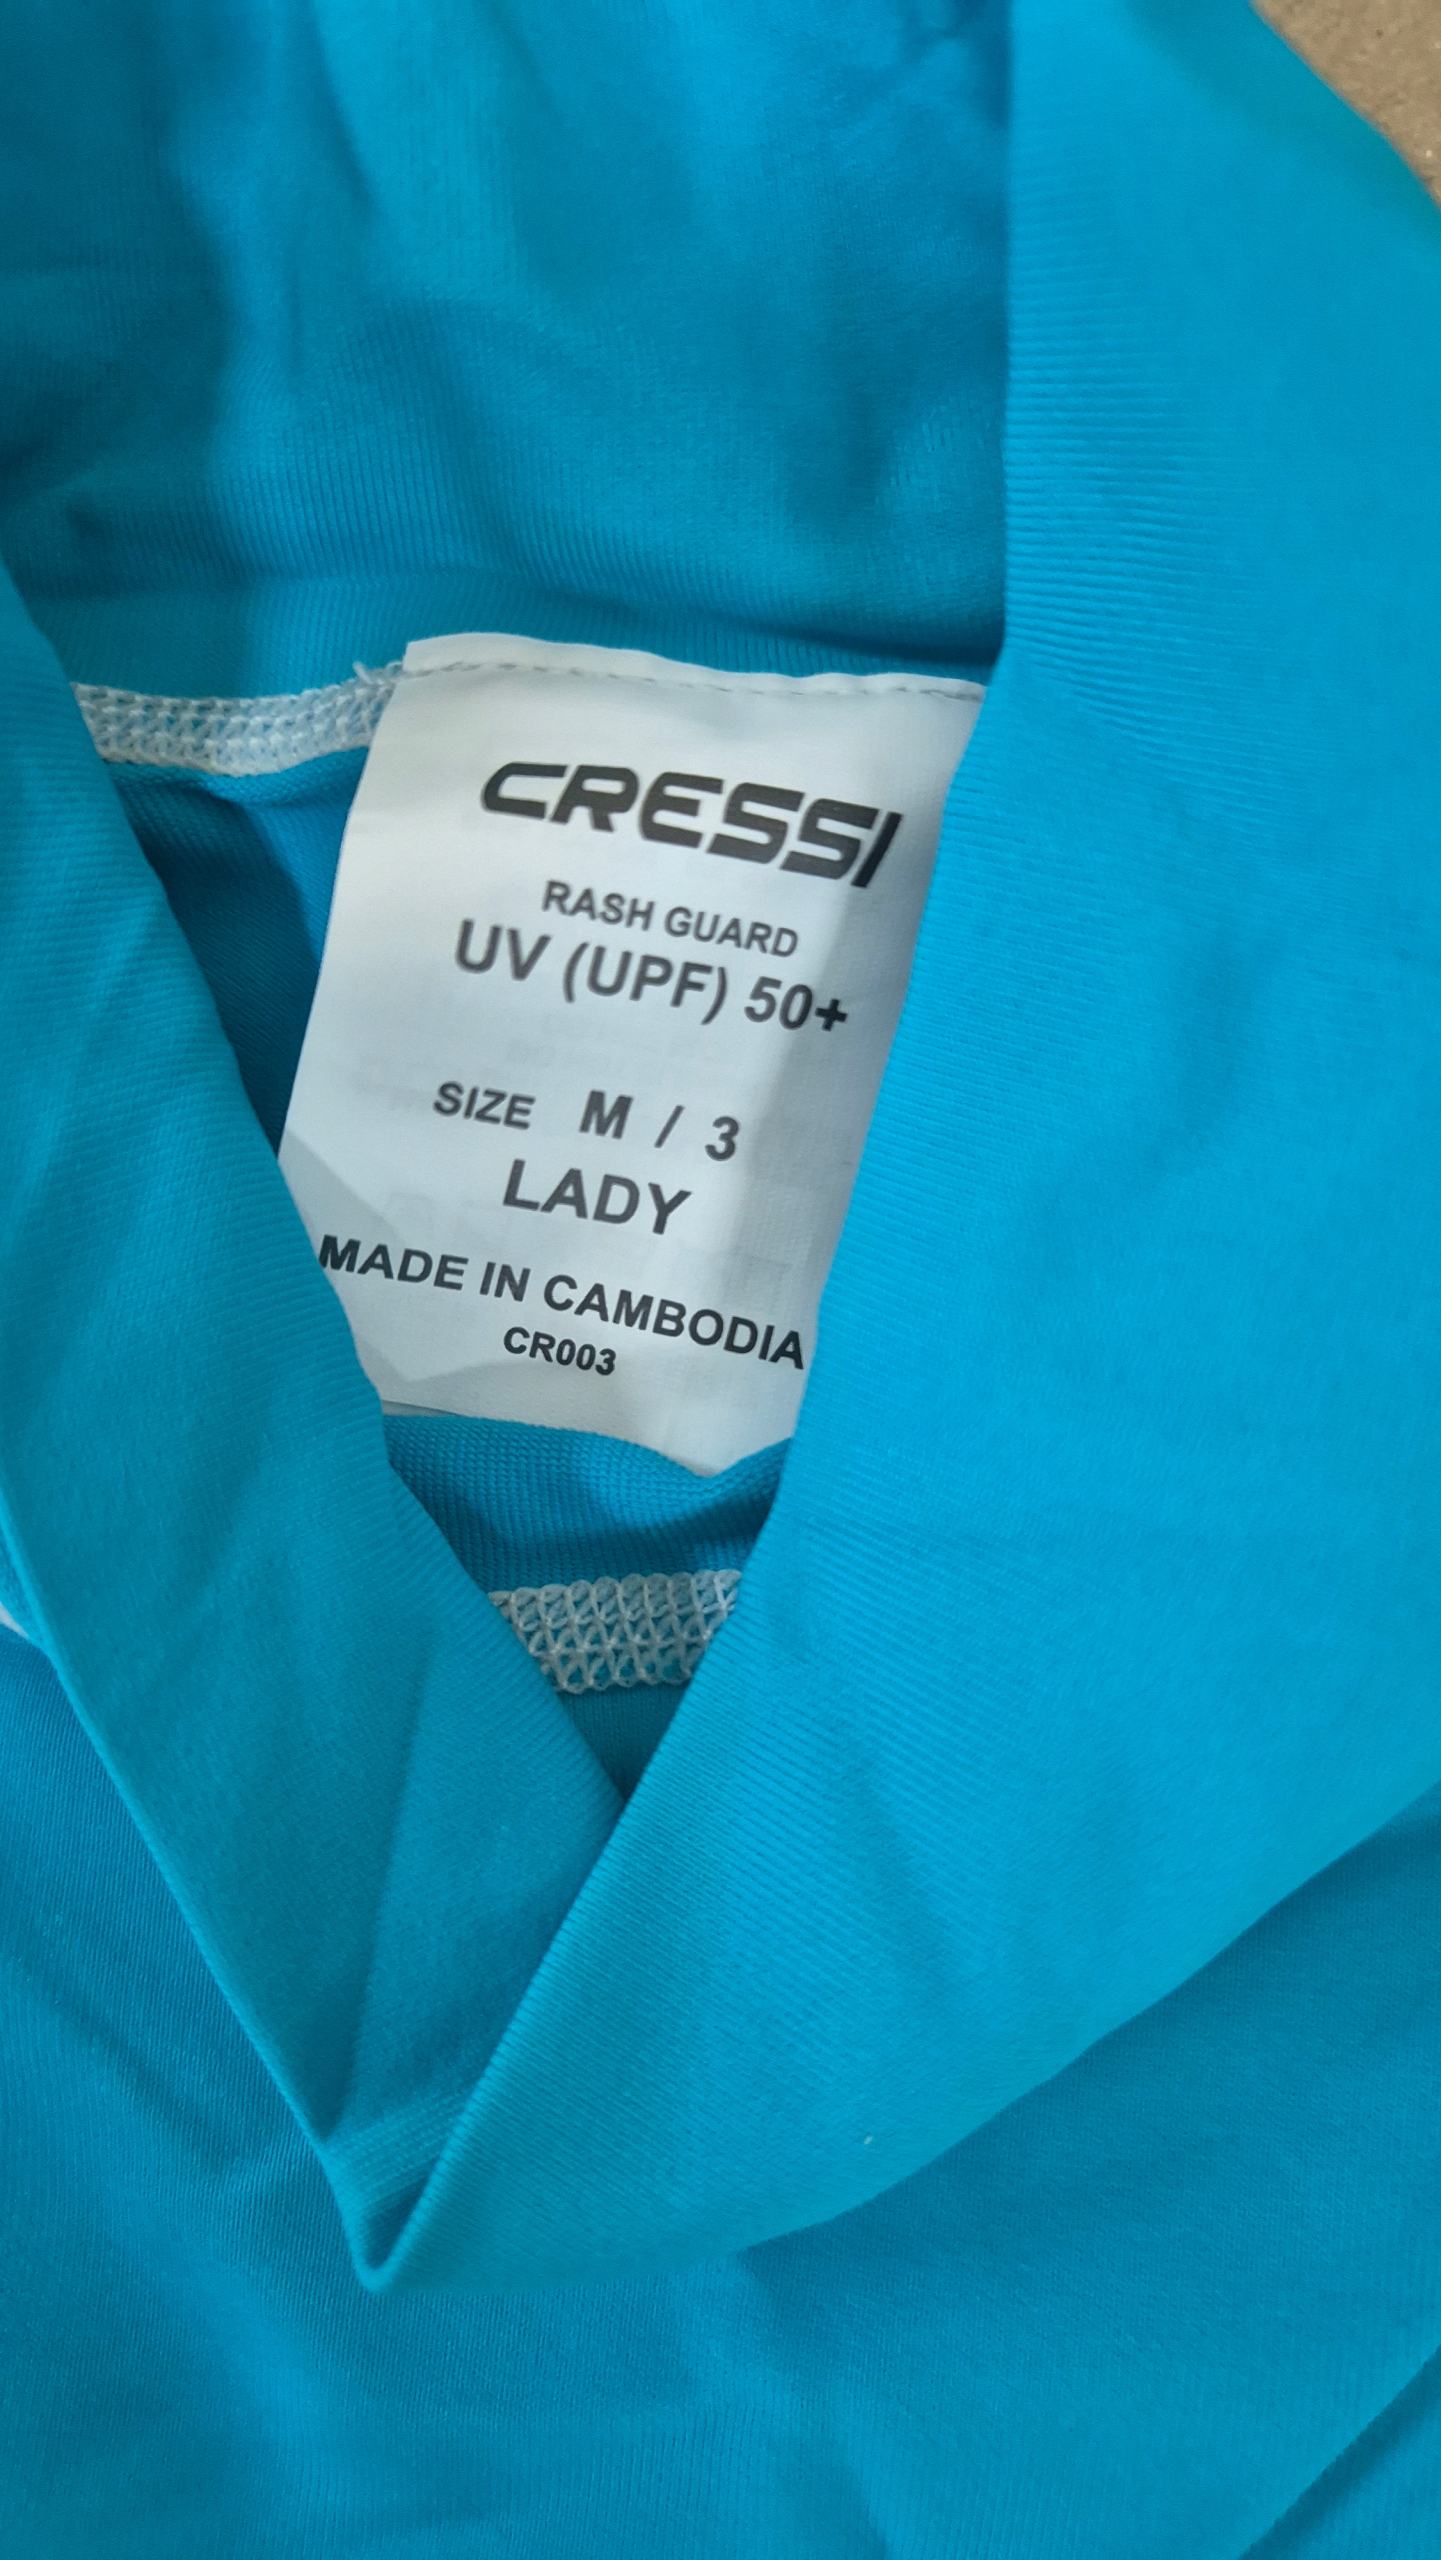 CRESSI
RASH GUARD
UV (UPF) 50+
SIZE M / 3
LADY
MADE IN CAMBODIA
CR003